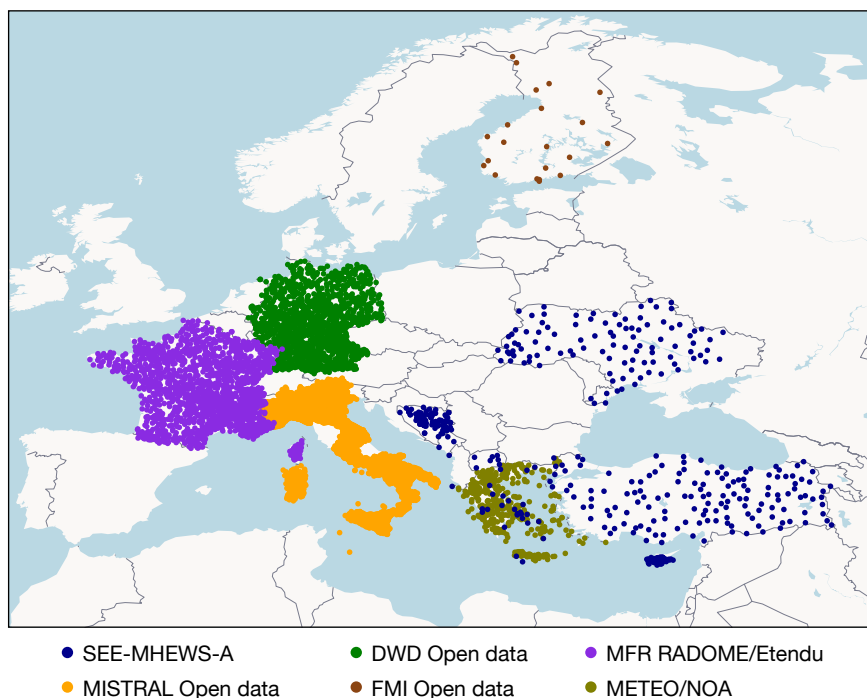 SEE-MHEWS-A DWD Open data MFR RADOME/Etendu
MISTRAL Open data FMI Open data METEO/NOA